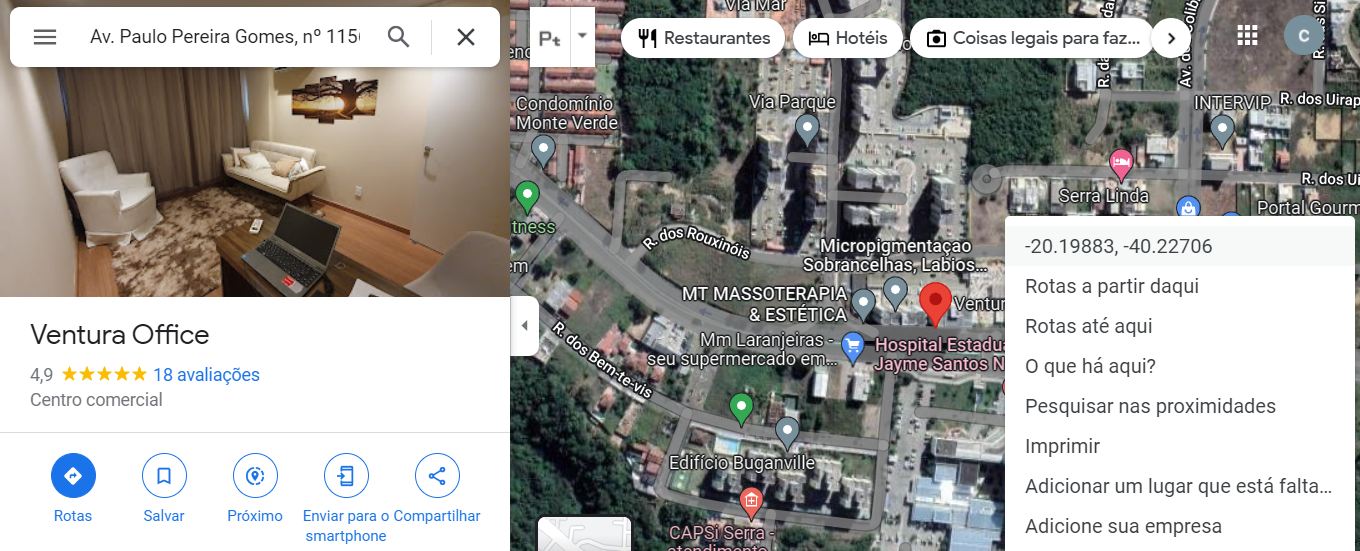 Av. Paulo Pereira Gomes, nº 1156
Ventura Office
4,9
18 avaliações
Centro comercial
Rotas
Salvar
Próximo
Enviar para o
smartphone
Compartilhar
Restaurantes
Hotéis
Coisas legais para faz...
C
Via Mar
Condomínio
Monte Verde
Via Parque
INTERVIP
R. dos Uirap
R. dos Ui
Serra Linda
Portal Gourm
tness
R. dos Rouxinóis
Micropigmentaçao
Sobrancelhas, Labios...
MT MASSOTERAPIA
& ESTÉTICA
Ventur
Mm Laranjeiras -
seu supermercado em...
Hospital Estadua
Jayme Santos N
R. dos Bem-te-vis
Edifício Buganville
CAPSi Serra -
atendimento
-20.19883, -40.22706
Rotas a partir daqui
Rotas até aqui
O que há aqui?
Pesquisar nas proximidades
Imprimir
Adicionar um lugar que está falta...
Adicione sua empresa